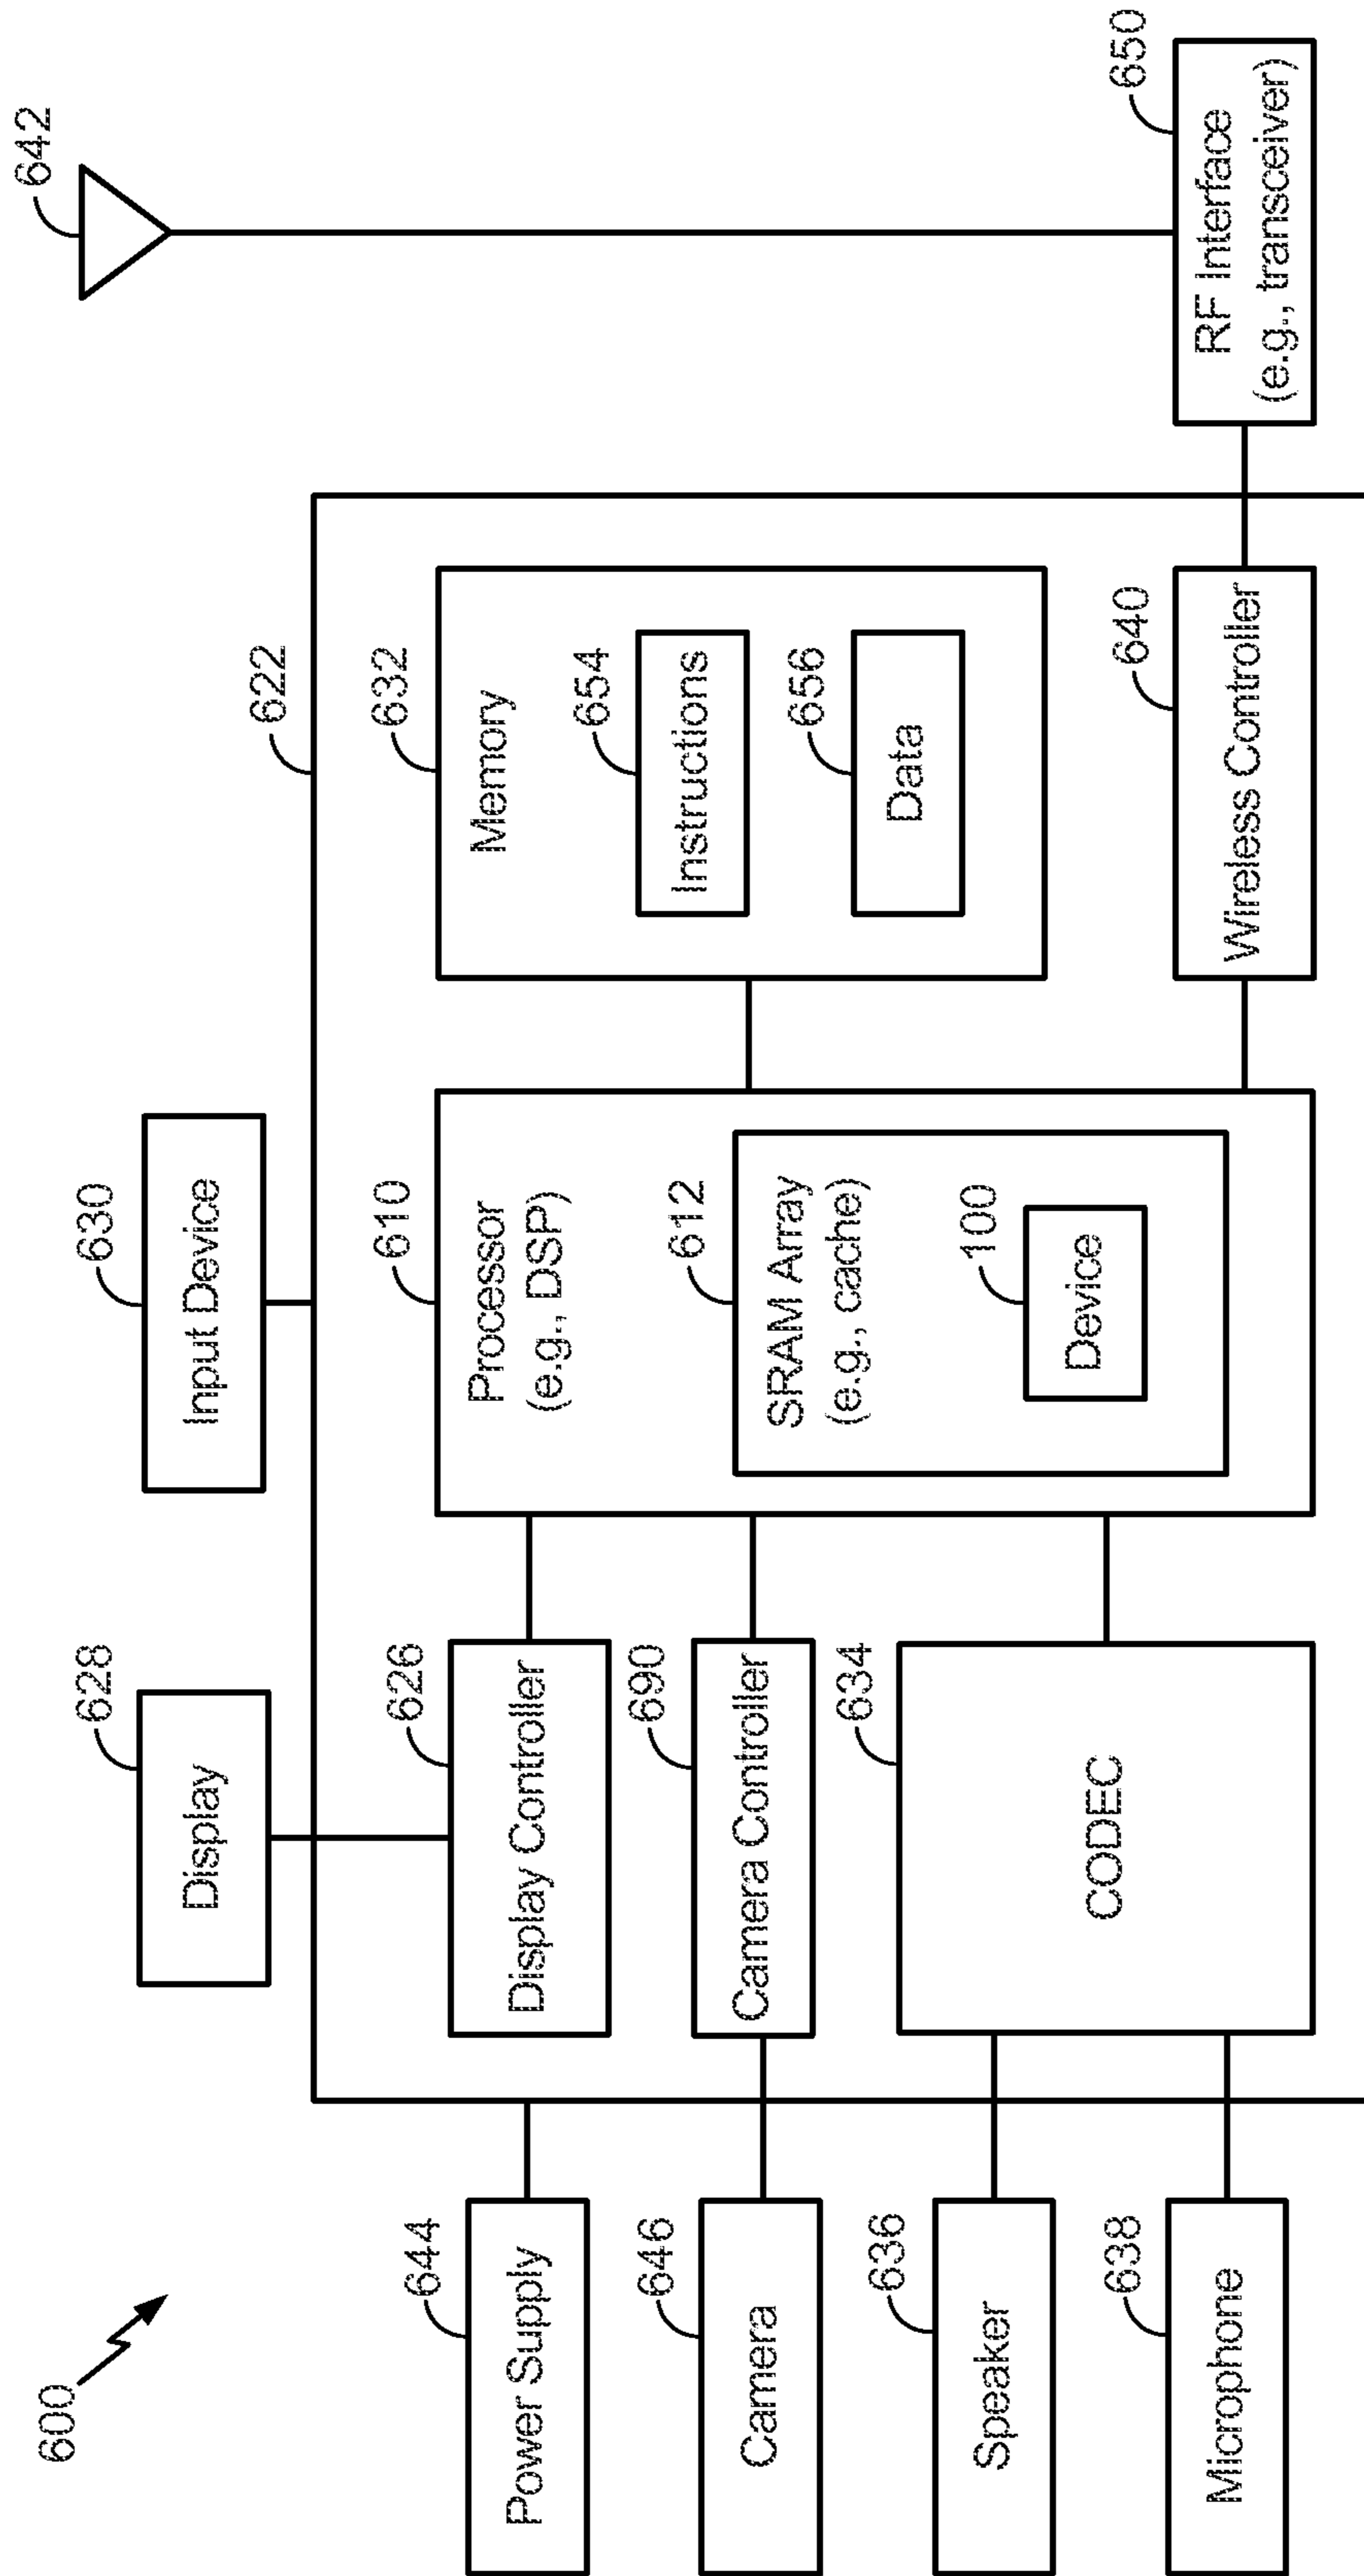 600
642
628
630
Display
Input Device
622
644
Power Supply
626
Display Controller
610
Processor
(e.g., DSP)
632
Memory
646
Camera
690
Camera Controller
612
SRAM Array
(e.g., cache)
654
Instructions
636
Speaker
634
CODEC
100
Device
656
Data
638
Microphone
640
Wireless Controller
650
RF Interface
(e.g., transceiver)